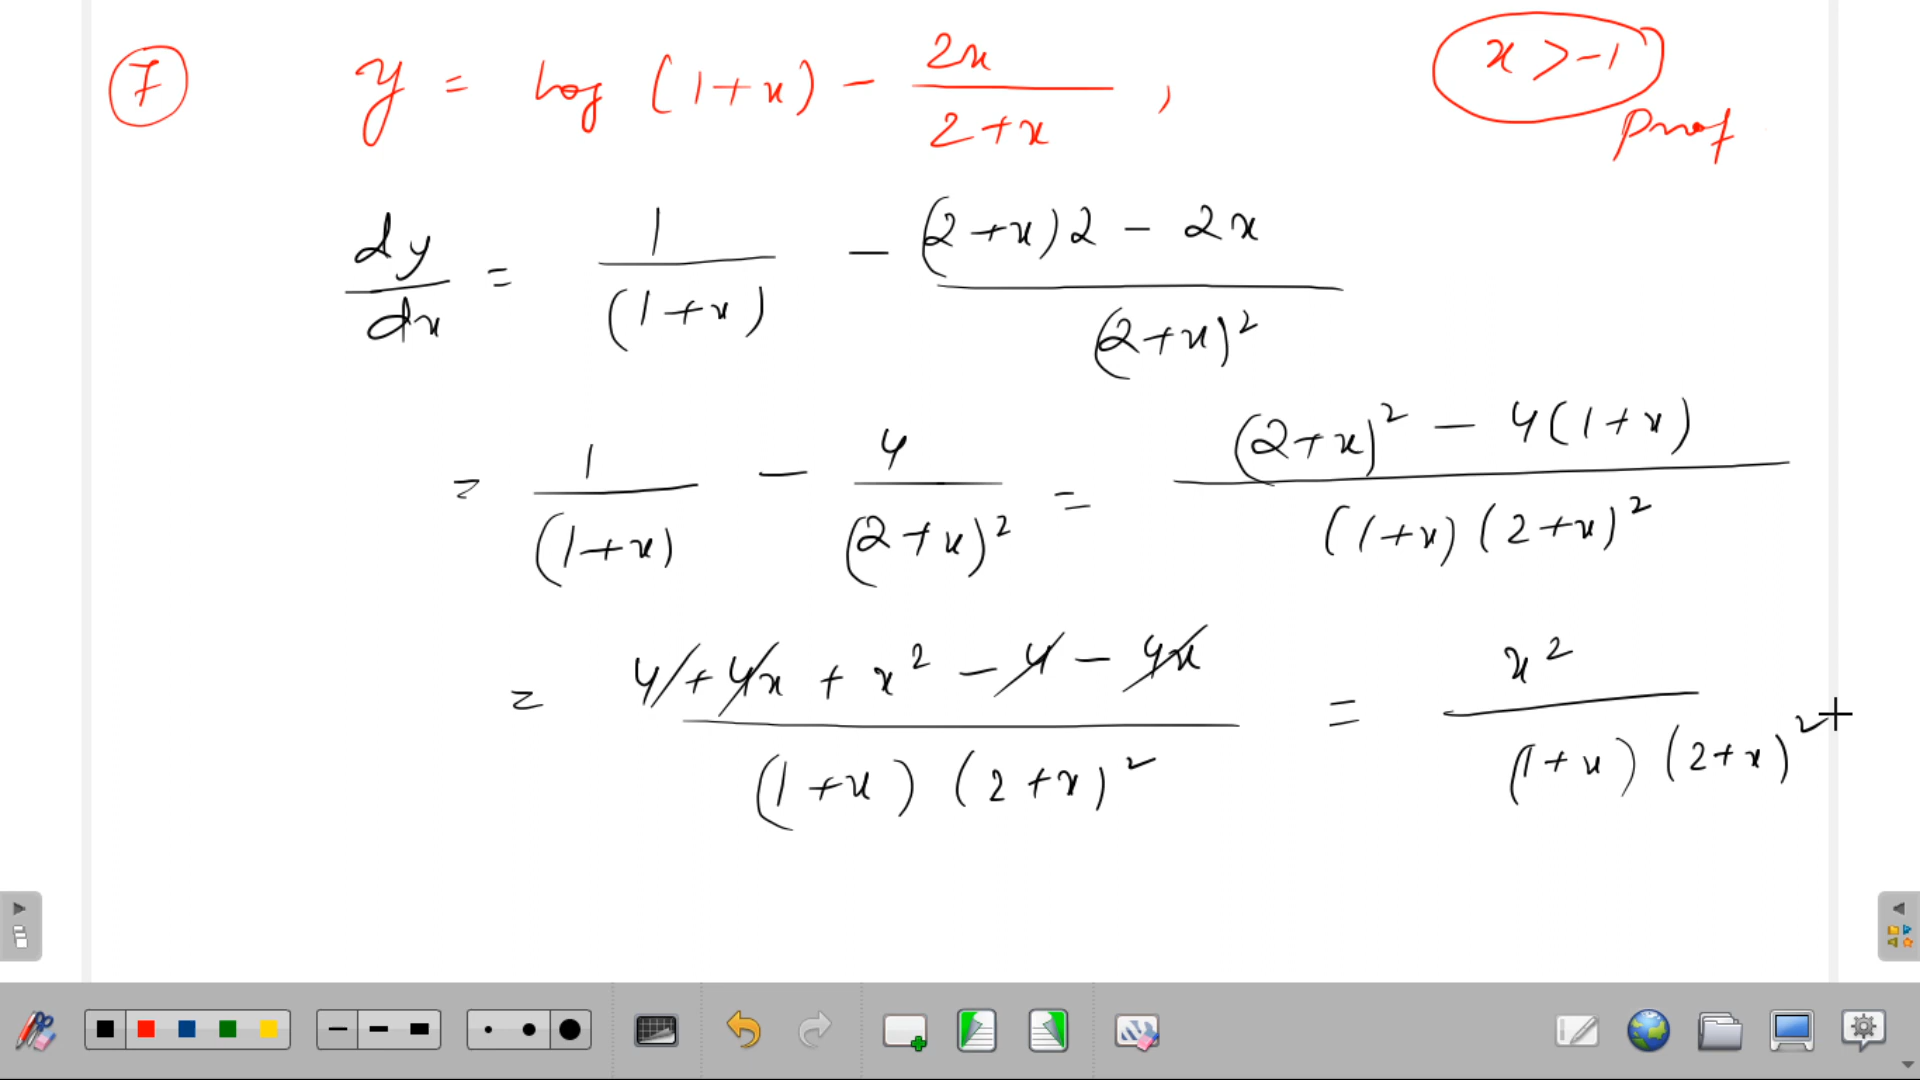 7 y = log (1+x) - 2x/(2+x) , x > -1
Proof
dy/dx = 1/(1+x) - ((2+x)2 - 2x)/(2+x)²
= 1/(1+x) - 4/(2+x)² = ((2+x)² - 4(1+x))/((1+x)(2+x)²)
= (4 + 4x + x² - 4 - 4x)/((1+x)(2+x)²) = x²/((1+x)(2+x)²)